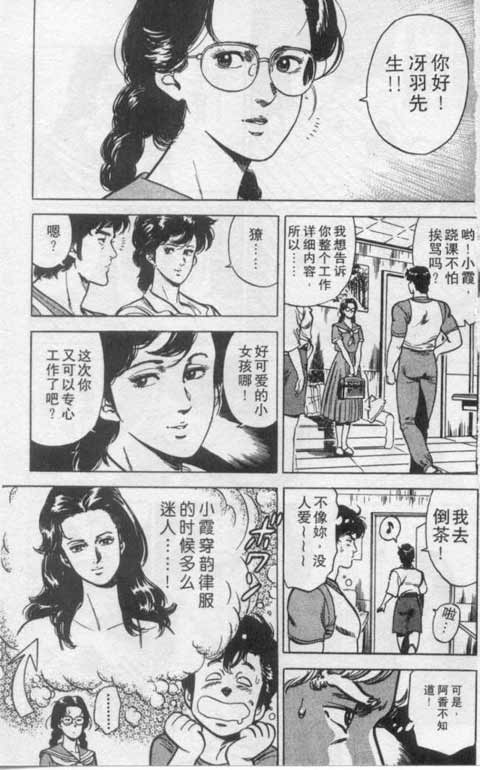 你好！
冴羽先
生!!
哟！小霞，
跷课不怕
挨骂吗？
我想告诉
你整个工作
详细内容，
所以……
獠
……
嗯？
好可爱的小
女孩哪！
这次你
又可以专心
工作了吧？
我去
倒茶！
♪
啦…
不像妳，没
人爱～～～
可是，
阿香不知
道！
小霞穿韵律服
的时候多么
迷人……！
ボワン
……